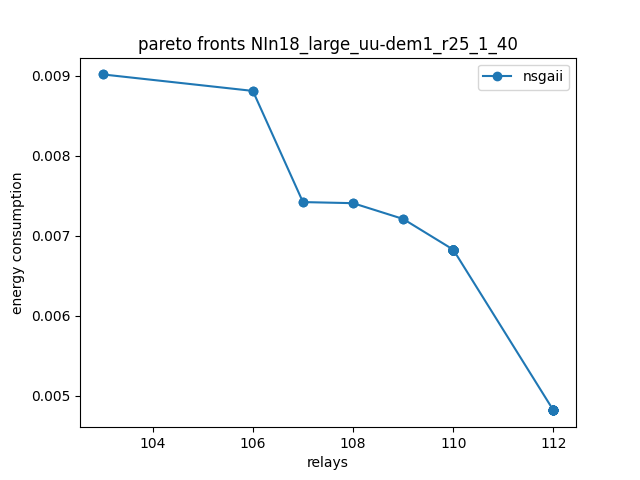 pareto fronts NIn18_large_uu-dem1_r25_1_40
nsgaii
0.009
0.008
0.007
0.006
0.005
energy consumption
104
106
108
110
112
relays